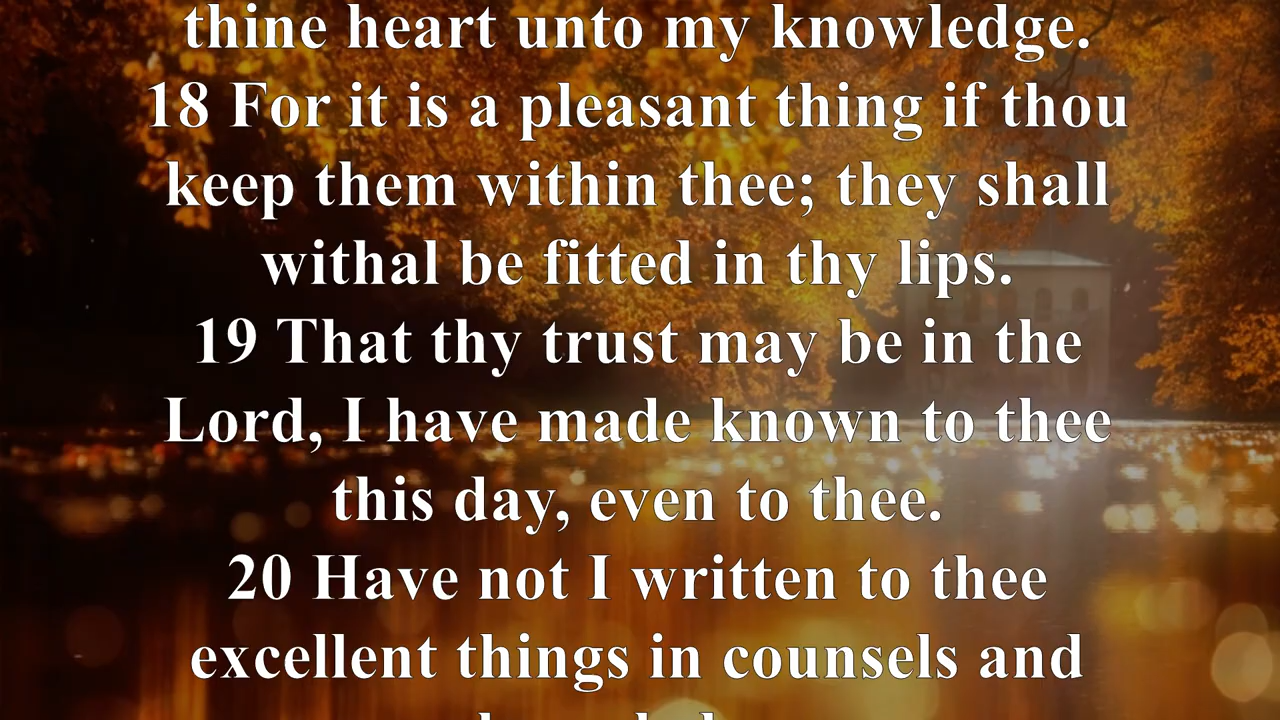 thine heart unto my knowledge.
18 For it is a pleasant thing if thou
keep them within thee; they shall
withal be fitted in thy lips.
19 That thy trust may be in the
Lord, I have made known to thee
this day, even to thee.
20 Have not I written to thee
excellent things in counsels and